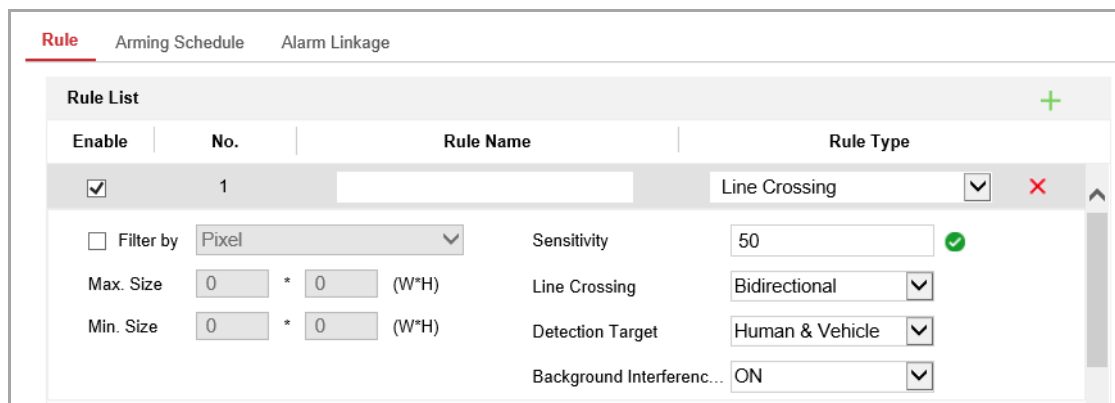 Rule Arming Schedule Alarm Linkage
Rule List
Enable No. Rule Name Rule Type
1 Line Crossing
Filter by Pixel Sensitivity 50
Max. Size 0 * 0 (W*H) Line Crossing Bidirectional
Min. Size 0 * 0 (W*H) Detection Target Human & Vehicle
Background Interferenc... ON